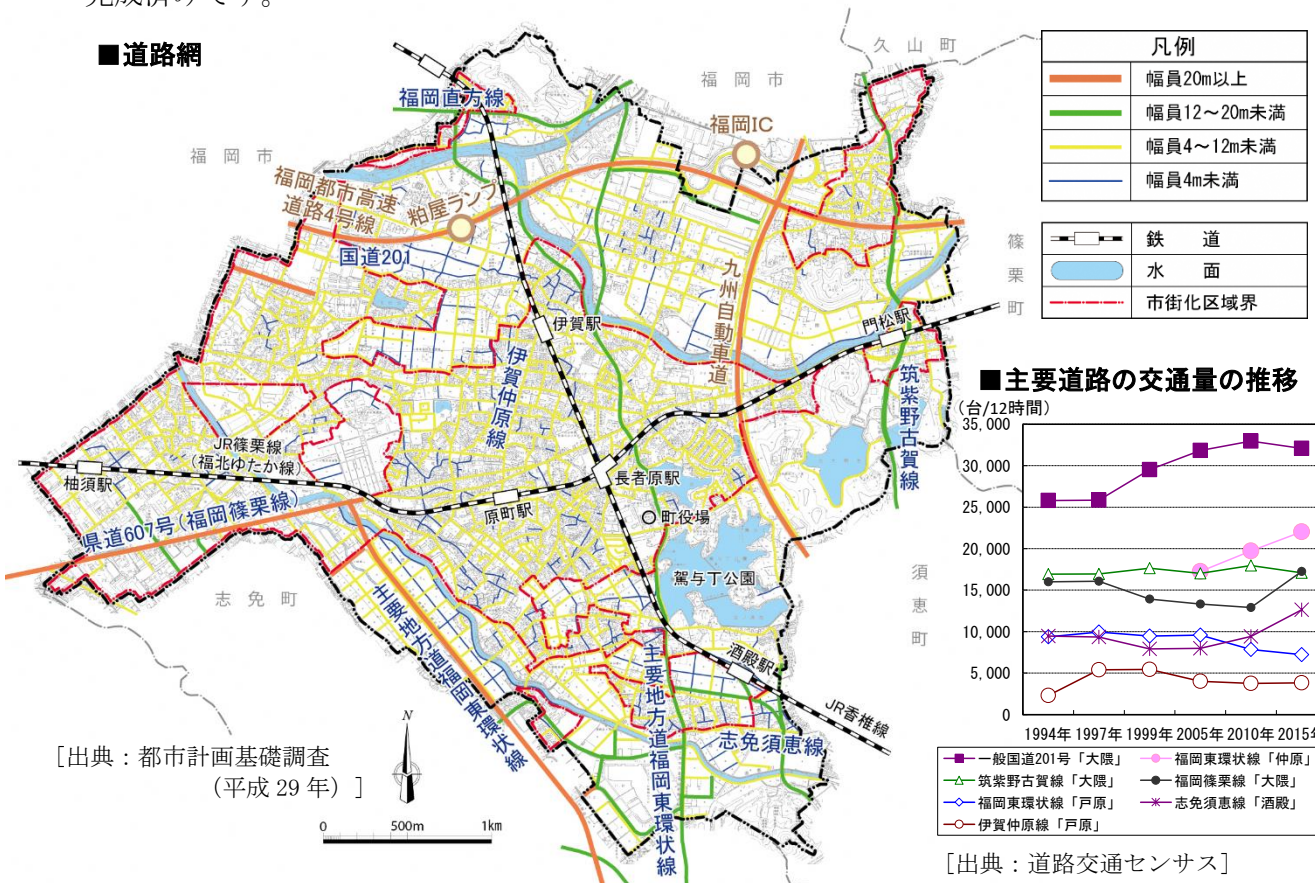 完成済みです。
■道路網
久山町
福岡市
福岡市
福岡直方線
福岡IC
福岡都市高速
道路4号線
粕屋ランプ
国道201
九州自動車道
篠栗町
伊賀駅
門松駅
伊賀仲原線
筑紫野古賀線
JR篠栗線
(福北ゆたか線)
柚須駅
長者原駅
原町駅
町役場
県道607号(福岡篠栗線)
駕与丁公園
志免町
須恵町
主要地方道福岡東環状線
主要地方道福岡東環状線
酒殿駅
JR香椎線
志免須恵線
N
[出典：都市計画基礎調査
(平成 29 年) ]
0 500m 1km
凡例
幅員20m以上
幅員12～20m未満
幅員4～12m未満
幅員4m未満
鉄 道
水 面
市街化区域界
■主要道路の交通量の推移
(台/12時間)
35,000
30,000
25,000
20,000
15,000
10,000
5,000
0
1994年 1997年 1999年 2005年 2010年 2015年
一般国道201号「大隈」 福岡東環状線「仲原」
筑紫野古賀線「大隈」 福岡篠栗線「大隈」
福岡東環状線「戸原」 志免須恵線「酒殿」
伊賀仲原線「戸原」
[出典：道路交通センサス]